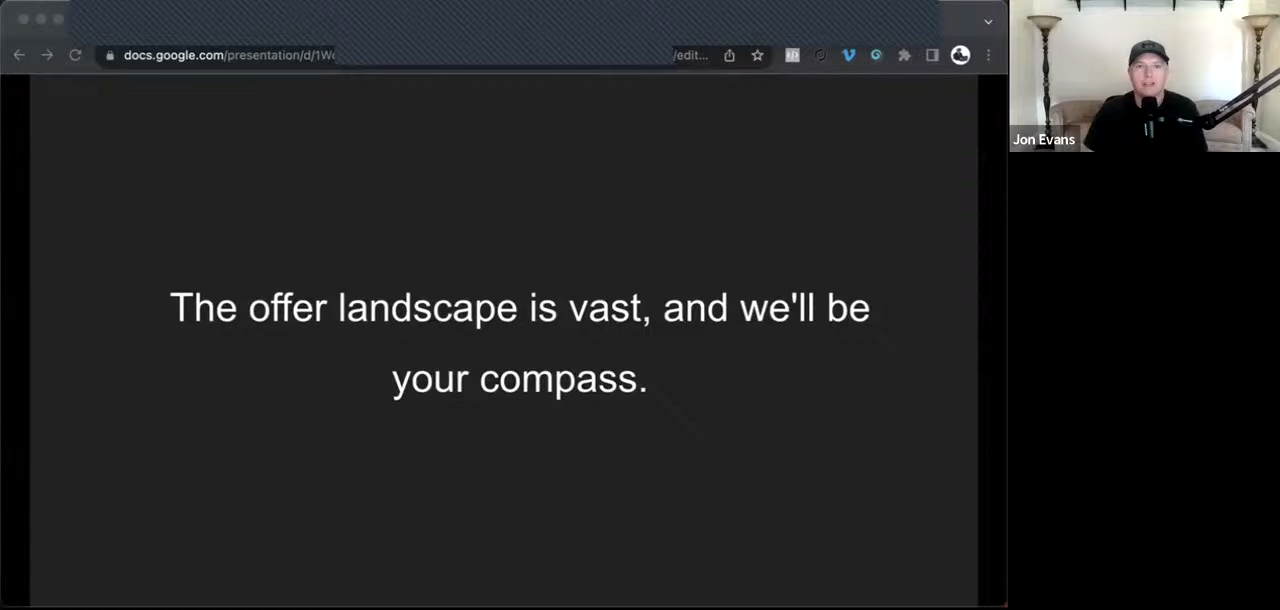 docs.google.com/presentation/d/1W
/edit...
Jon Evans
The offer landscape is vast, and we'll be
your compass.